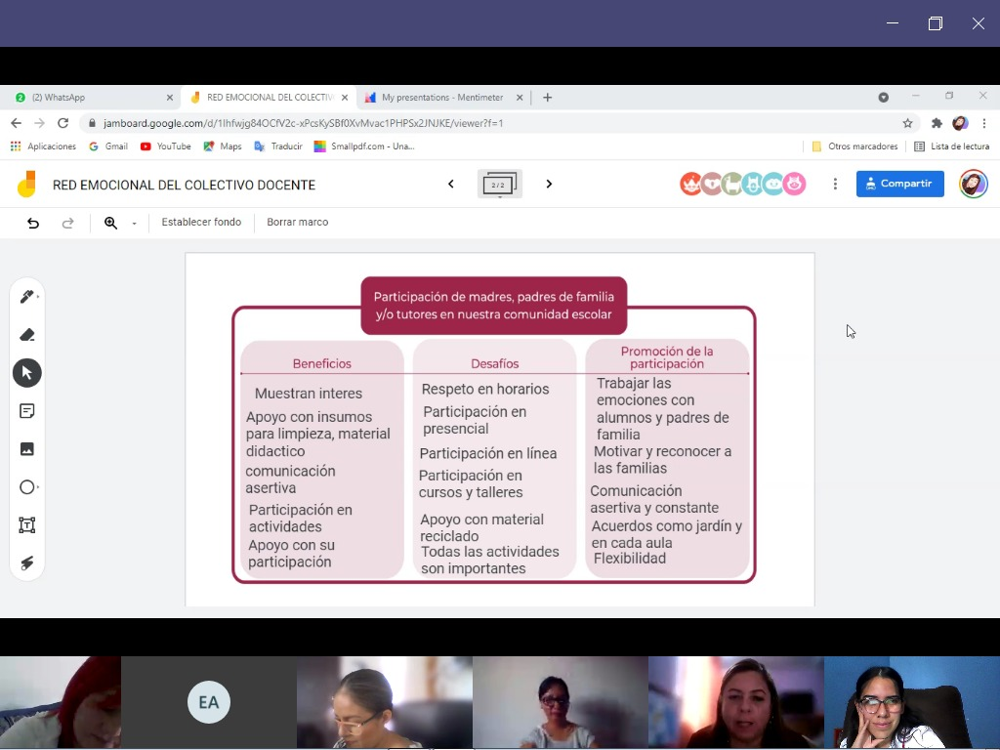 (2) WhatsApp
RED EMOCIONAL DEL COLECTIV
My presentations - Mentimeter
jamboard.google.com/d/1lhfwjg84OCfV2c-xPcsKySBf0XvMvac1PHPSx2JNJKE/viewer?f=1
Aplicaciones
Gmail
YouTube
Maps
Traducir
Smallpdf.com - Una...
Otros marcadores
Lista de lectura
RED EMOCIONAL DEL COLECTIVO DOCENTE
2 / 2
Compartir
Establecer fondo
Borrar marco
Participación de madres, padres de familia
y/o tutores en nuestra comunidad escolar
Beneficios
Muestran interes
Apoyo con insumos
para limpieza, material
didactico
comunicación
asertiva
Participación en
actividades
Apoyo con su
participación
Desafíos
Respeto en horarios
Participación en
presencial
Participación en línea
Participación en
cursos y talleres
Apoyo con material
reciclado
Todas las actividades
son importantes
Promoción de la
participación
Trabajar las
emociones con
alumnos y padres de
familia
Motivar y reconocer a
las familias
Comunicación
asertiva y constante
Acuerdos como jardín y
en cada aula
Flexibilidad
EA